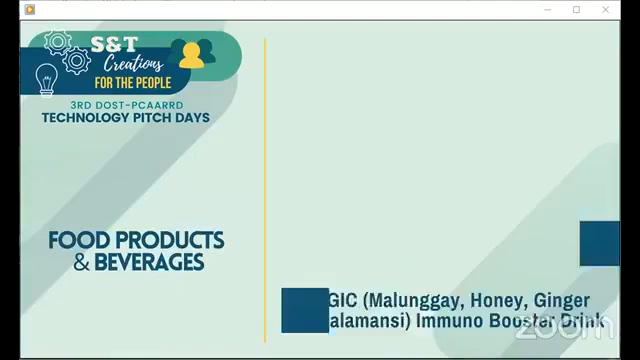 S&T
Creations
FOR THE PEOPLE
3RD DOST-PCAARRD
TECHNOLOGY PITCH DAYS
FOOD PRODUCTS
& BEVERAGES
GIC (Malunggay, Honey, Ginger
alamansi) Immuno Booster Drink
zoom